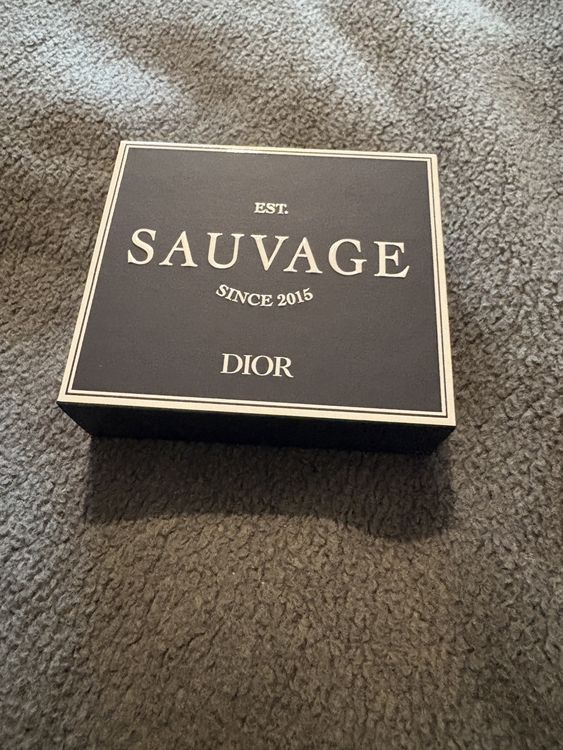 EST.
SAUVAGE
SINCE 2015
DIOR